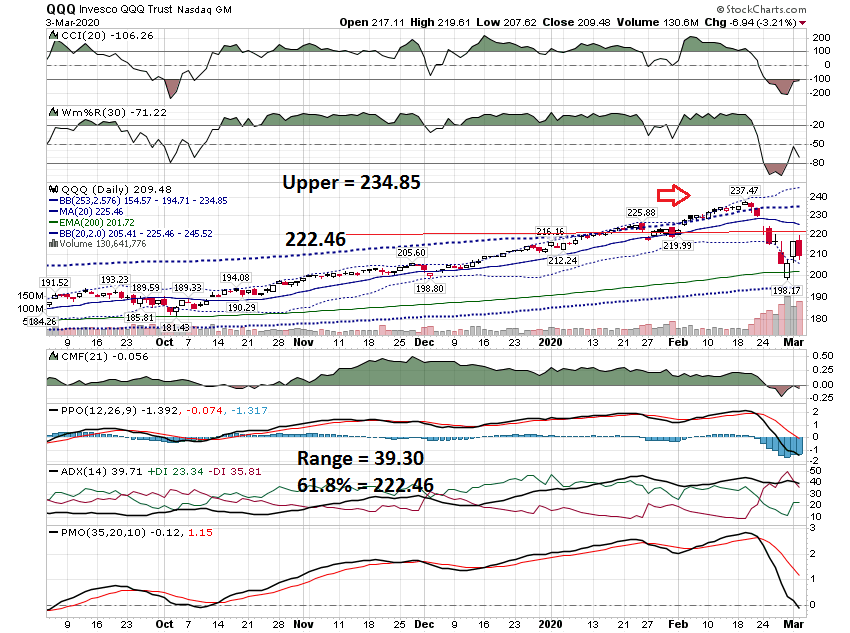 QQQ Invesco QQQ Trust Nasdaq GM © StockCharts.com
3-Mar-2020 Open 217.11 High 219.61 Low 207.62 Close 209.48 Volume 130.6M Chg -6.94 (-3.21%)
CCI(20) -106.26
200
100
0
-100
-200
Wm%R(30) -71.22
-20
-50
-80
Upper = 234.85
QQQ (Daily) 209.48
BB(253,2.576) 154.57 - 194.71 - 234.85
MA(20) 225.46
EMA(200) 201.72
BB(20,2.0) 205.41 - 225.46 - 245.52
Volume 130,641,776
222.46
237.47
225.88
216.16
219.99
212.24
205.60
198.80
198.17
191.52
193.23
189.59
189.33
194.08
185.81
190.29
184.26
181.43
240
230
220
210
200
190
180
150M
100M
9 16 23 Oct 7 14 21 28 Nov 11 18 25 Dec 9 16 23 2020 13 21 27 Feb 10 18 24 Mar
CMF(21) -0.056
0.50
0.25
0.00
-0.25
PPO(12,26,9) -1.392, -0.074, -1.317
2
1
0
-1
-2
Range = 39.30
61.8% = 222.46
ADX(14) 39.71 +DI 23.34 -DI 35.81
50
40
30
20
10
PMO(35,20,10) -0.12, 1.15
3
2
1
0
9 16 23 Oct 7 14 21 28 Nov 11 18 25 Dec 9 16 23 2020 13 21 27 Feb 10 18 24 Mar